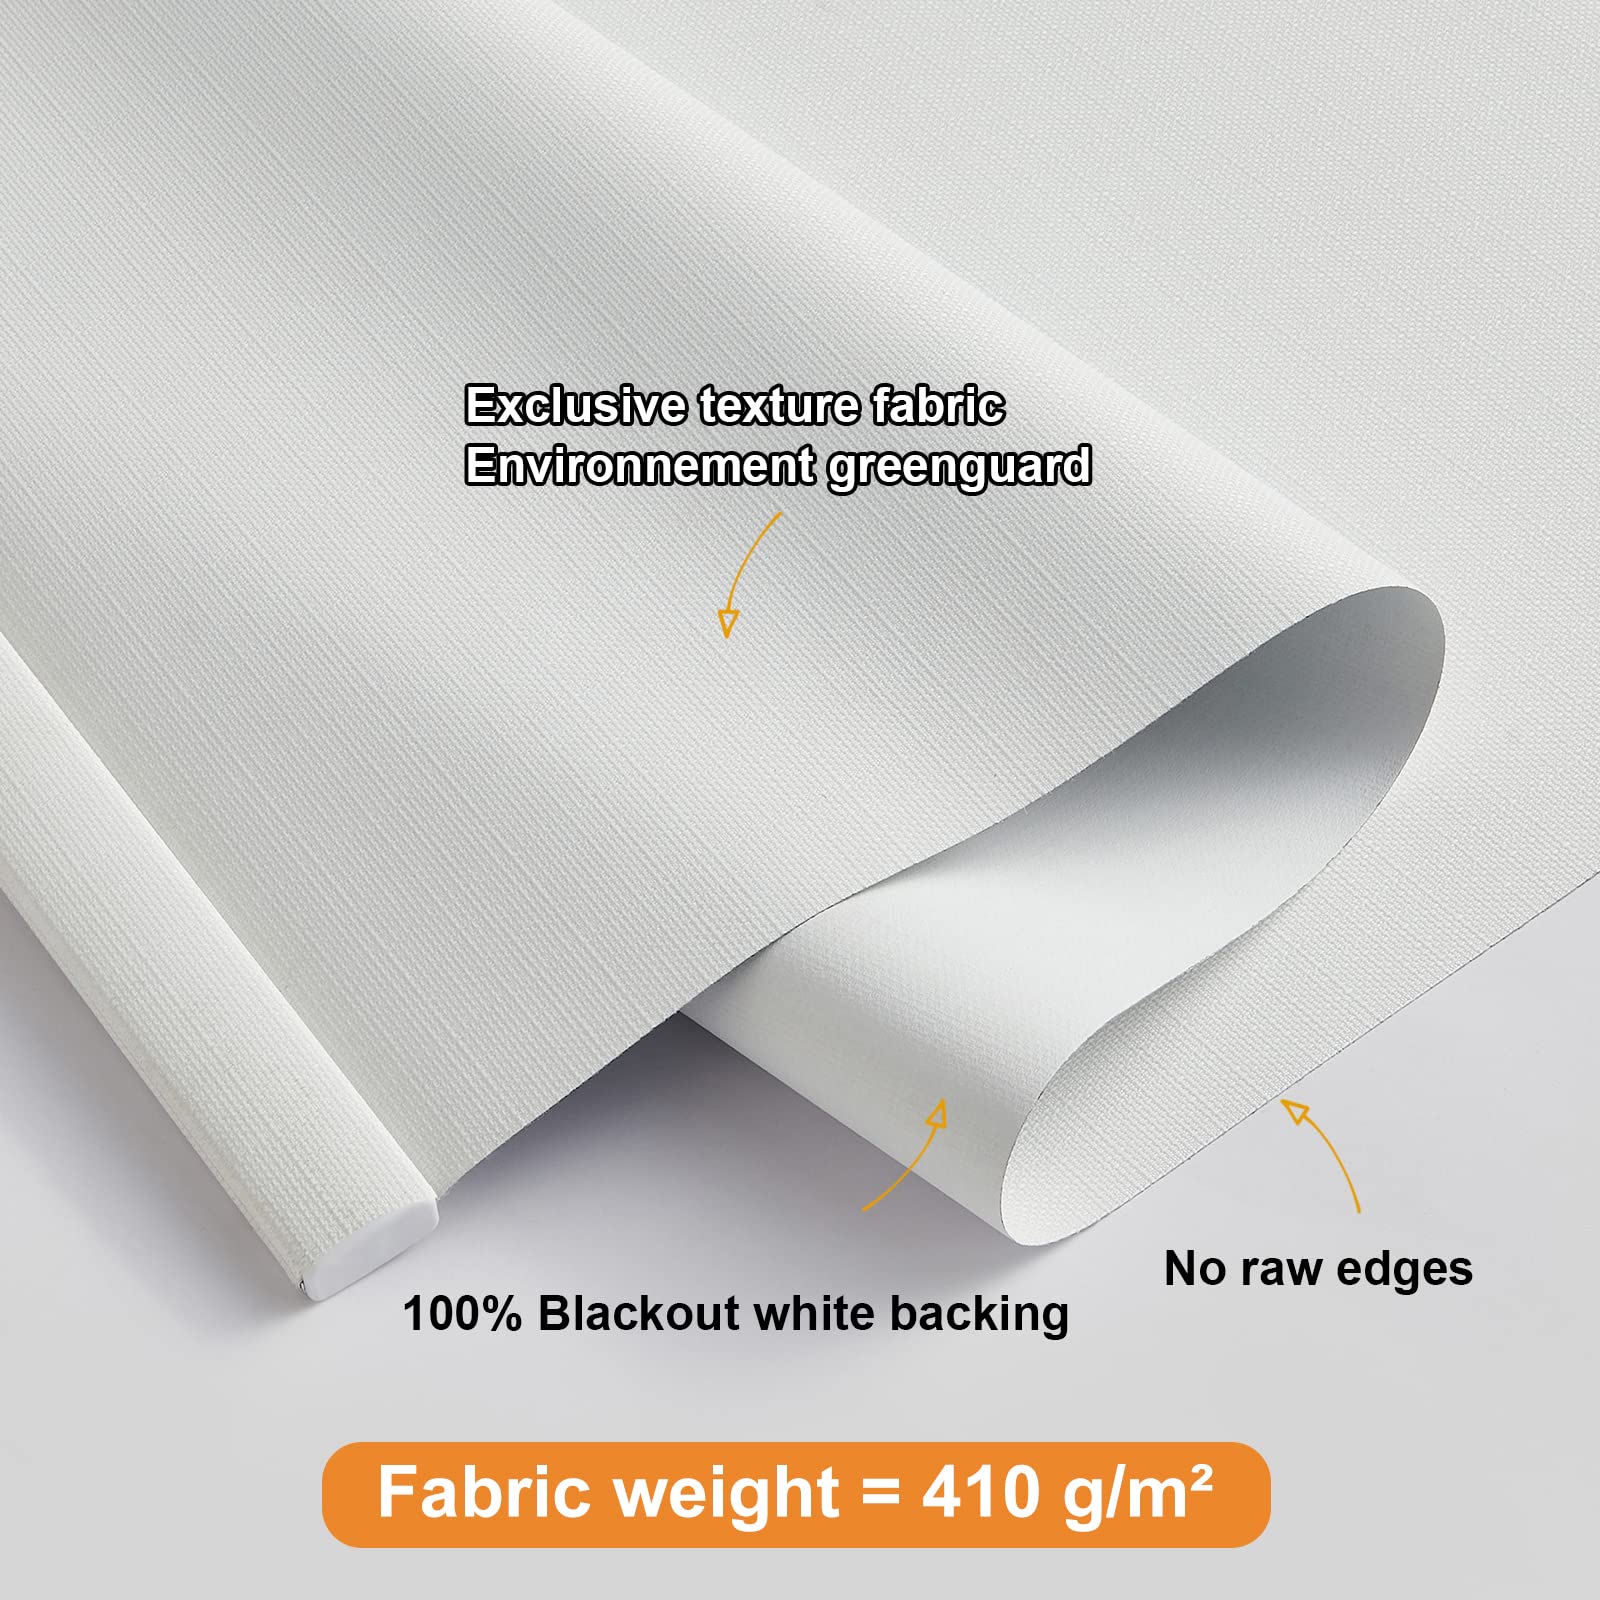 Exclusive texture fabric
Environnement greenguard
No raw edges
100% Blackout white backing
Fabric weight = 410 g/m²